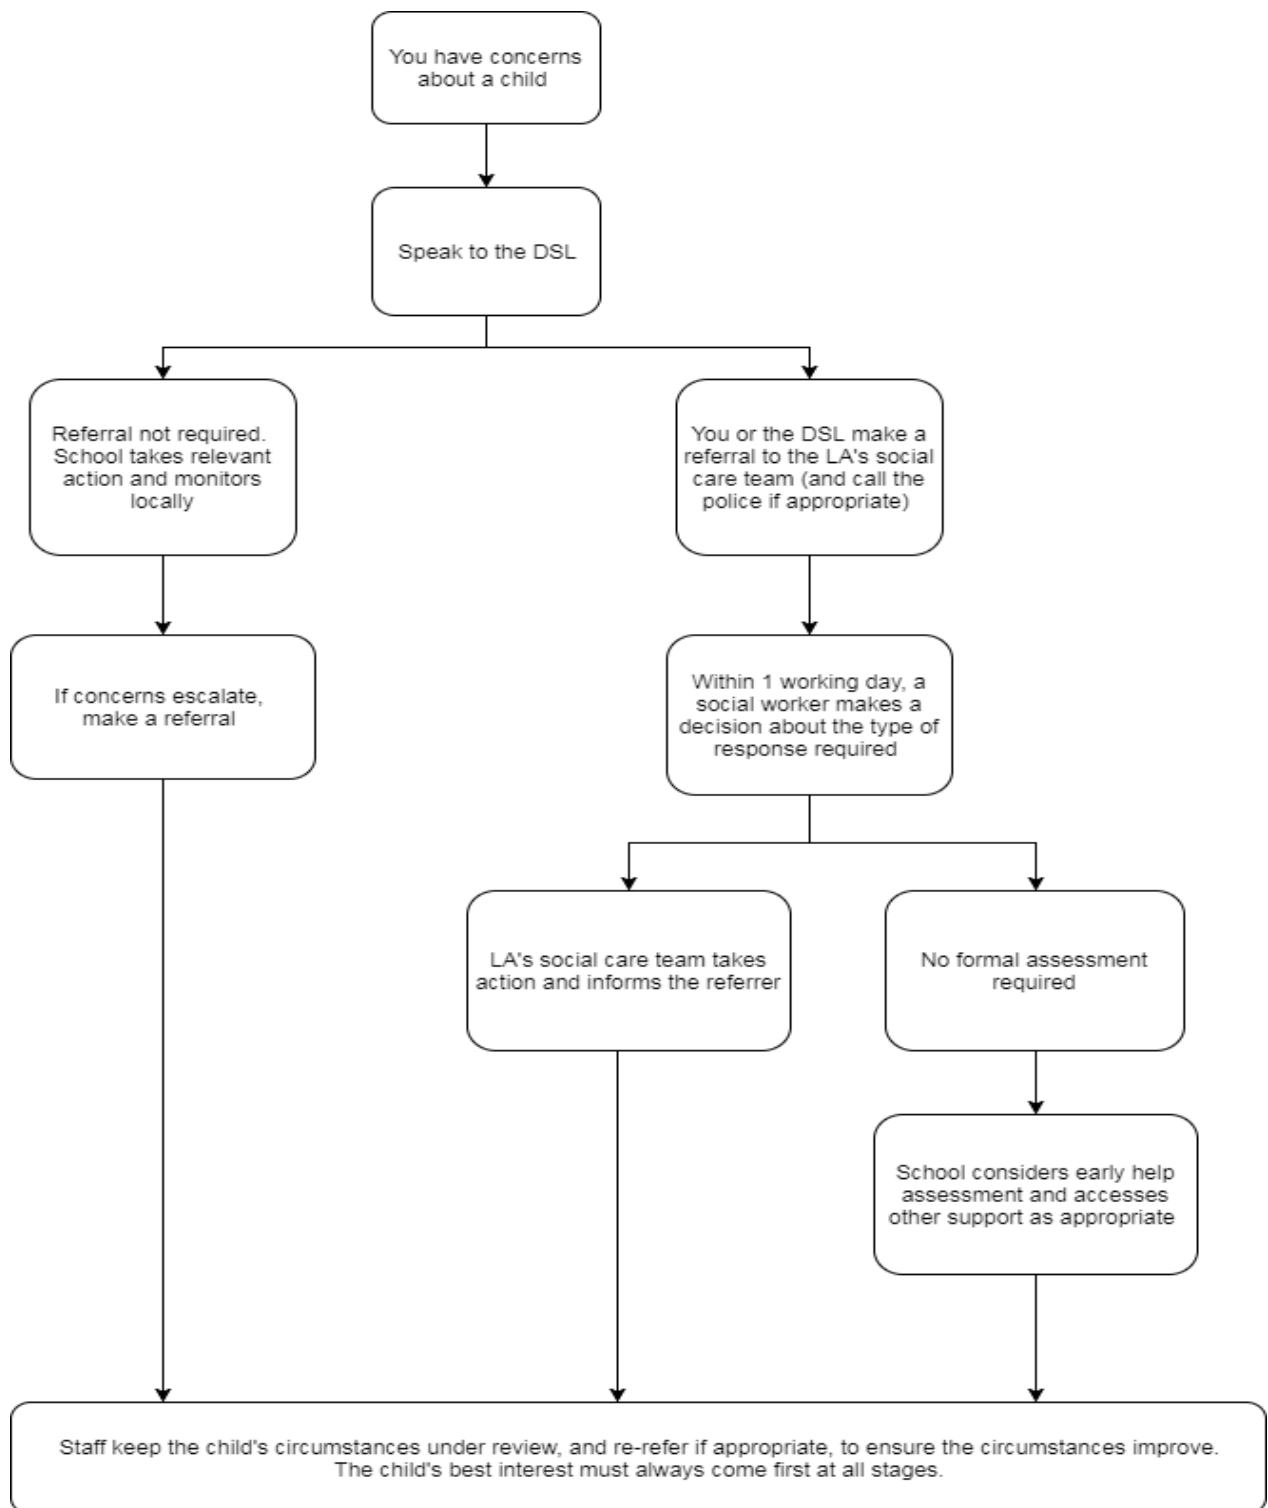 You have concerns
about a child
Speak to the DSL
Referral not required.
School takes relevant
action and monitors
locally
You or the DSL make a
referral to the LA's social
care team (and call the
police if appropriate)
If concerns escalate,
make a referral
Within 1 working day, a
social worker makes a
decision about the type of
response required
LA's social care team takes
action and informs the referrer
No formal assessment
required
School considers early help
assessment and accesses
other support as appropriate
Staff keep the child's circumstances under review, and re-refer if appropriate, to ensure the circumstances improve.
The child's best interest must always come first at all stages.